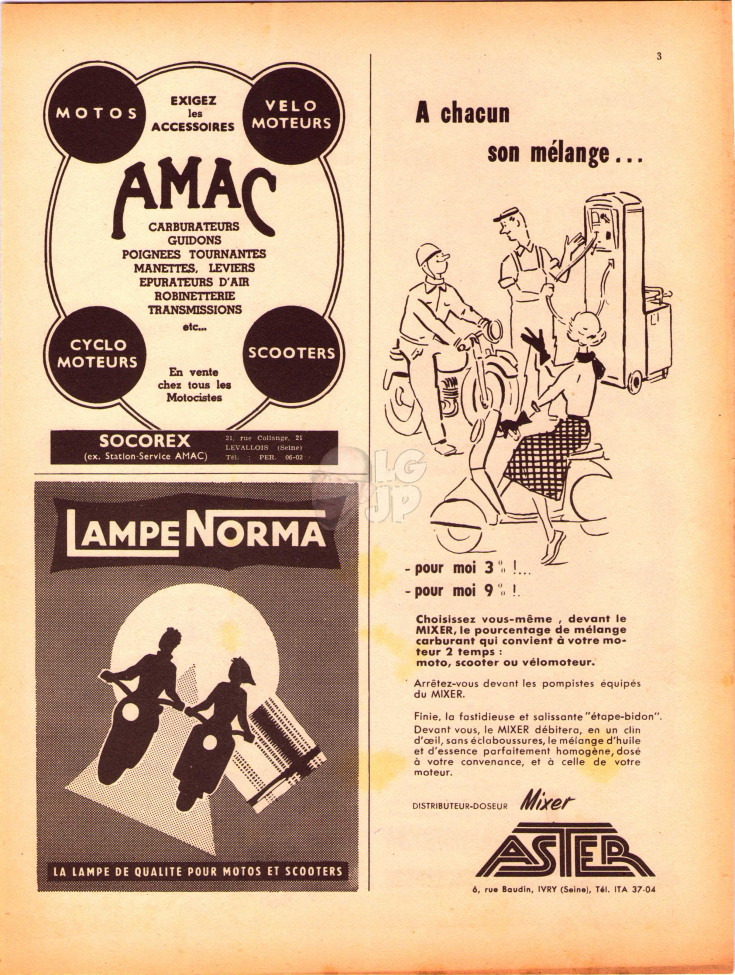 3
MOTOS
EXIGEZ
les
ACCESSOIRES
VELO
MOTEURS
AMAC
CARBURATEURS
GUIDONS
POIGNEES TOURNANTES
MANETTES, LEVIERS
EPURATEURS D'AIR
ROBINETTERIE
TRANSMISSIONS
etc...
CYCLO
MOTEURS
SCOOTERS
En vente
chez tous les
Motocistes
SOCOREX
(ex. Station-Service AMAC)
21, rue Collange, 21
LEVALLOIS (Seine)
Tél. : PER. 06-02
LAMPE NORMA
LA LAMPE DE QUALITE POUR MOTOS ET SCOOTERS
A chacun
son mélange...
- pour moi 3 % !...
- pour moi 9 % !.
Choisissez vous-même , devant le
MIXER, le pourcentage de mélange
carburant qui convient à votre mo-
teur 2 temps :
moto, scooter ou vélomoteur.
Arrêtez-vous devant les pompistes équipés
du MIXER.
Finie, la fastidieuse et salissante "étape-bidon".
Devant vous, le MIXER débitera, en un clin
d'œil, sans éclaboussures, le mélange d'huile
et d'essence parfaitement homogène, dosé
à votre convenance, et à celle de votre
moteur.
DISTRIBUTEUR-DOSEUR Mixer
ASTER
6, rue Baudin, IVRY (Seine), Tél. ITA 37-04
LG
UP